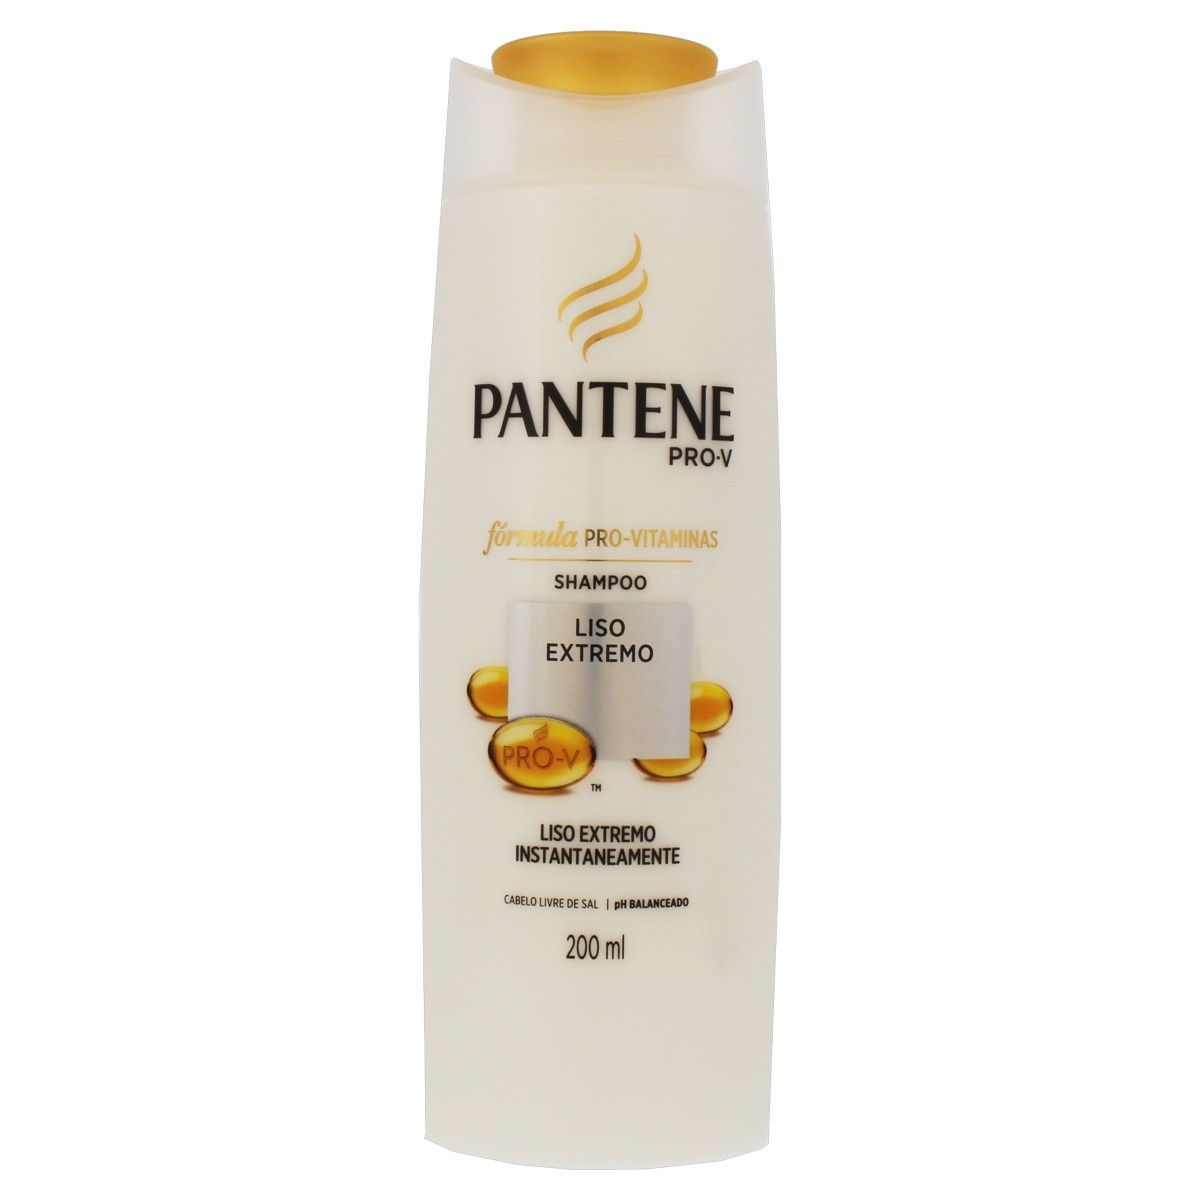 PANTENE
PRO-V
fórmula PRO-VITAMINAS
SHAMPOO
LISO
EXTREMO
PRO-V
TM
LISO EXTREMO
INSTANTANEAMENTE
CABELO LIVRE DE SAL | pH BALANCEADO
200 ml